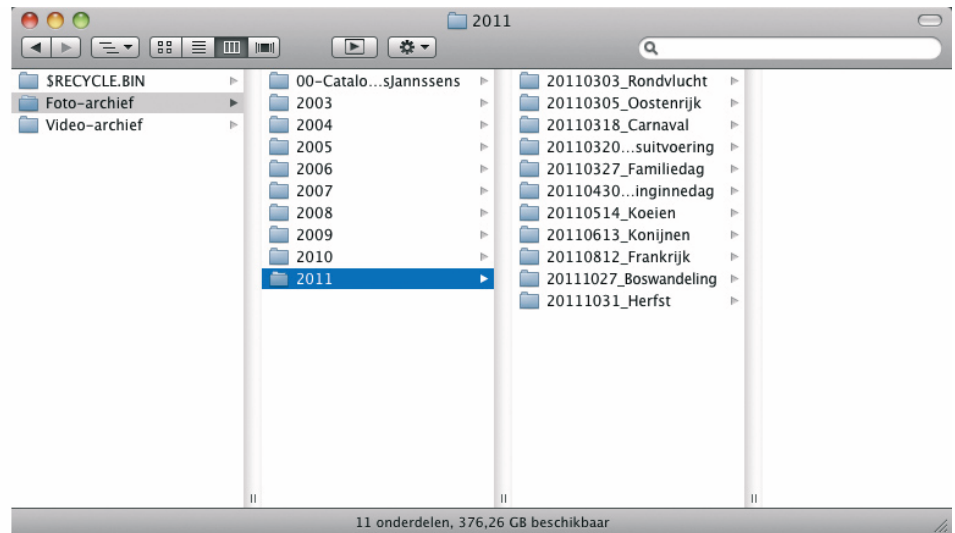 2011
$RECYCLE.BIN
Foto-archief
Video-archief
00-Catalo...sJannssens
2003
2004
2005
2006
2007
2008
2009
2010
2011
20110303_Rondvlucht
20110305_Oostenrijk
20110318_Carnaval
20110320...suitvoering
20110327_Familiedag
20110430...inginnedag
20110514_Koeien
20110613_Konijnen
20110812_Frankrijk
20111027_Boswandeling
20111031_Herfst
11 onderdelen, 376,26 GB beschikbaar